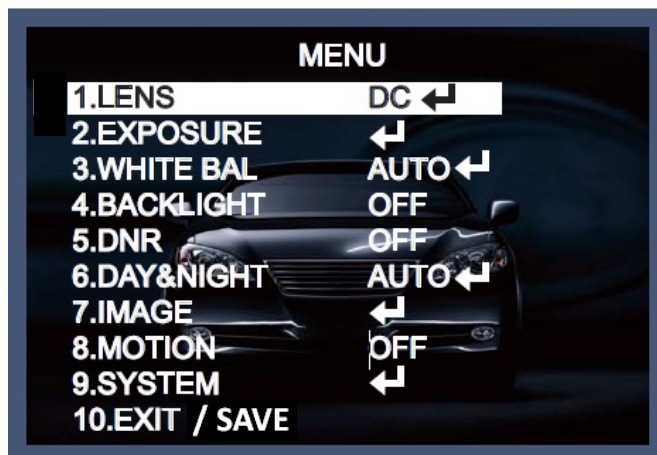 MENU
1.LENS DC ↵
2.EXPOSURE ↵
3.WHITE BAL AUTO ↵
4.BACKLIGHT OFF
5.DNR OFF
6.DAY&NIGHT AUTO ↵
7.IMAGE ↵
8.MOTION OFF
9.SYSTEM ↵
10.EXIT / SAVE